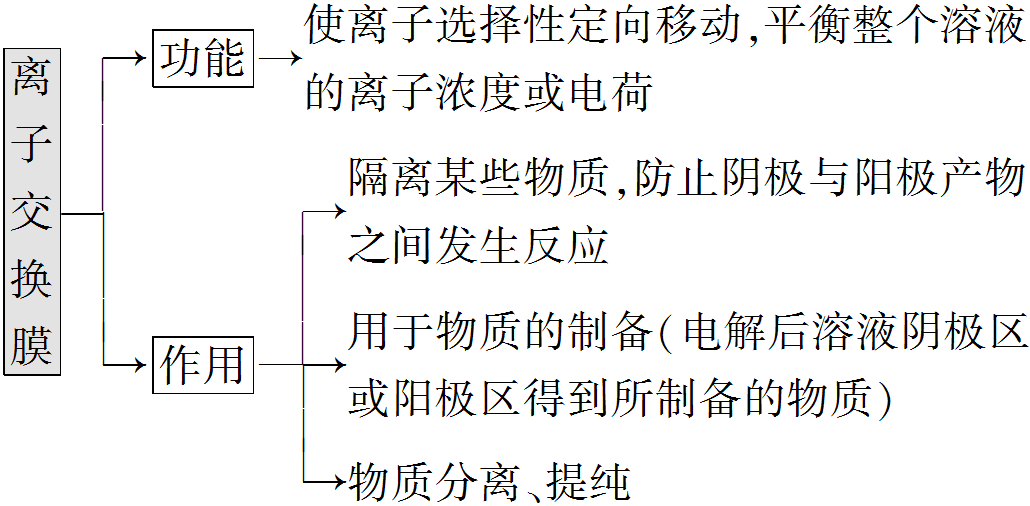 离子交换膜
功能
使离子选择性定向移动,平衡整个溶液
的离子浓度或电荷
作用
隔离某些物质,防止阴极与阳极产物
之间发生反应
用于物质的制备(电解后溶液阴极区
或阳极区得到所制备的物质)
物质分离、提纯